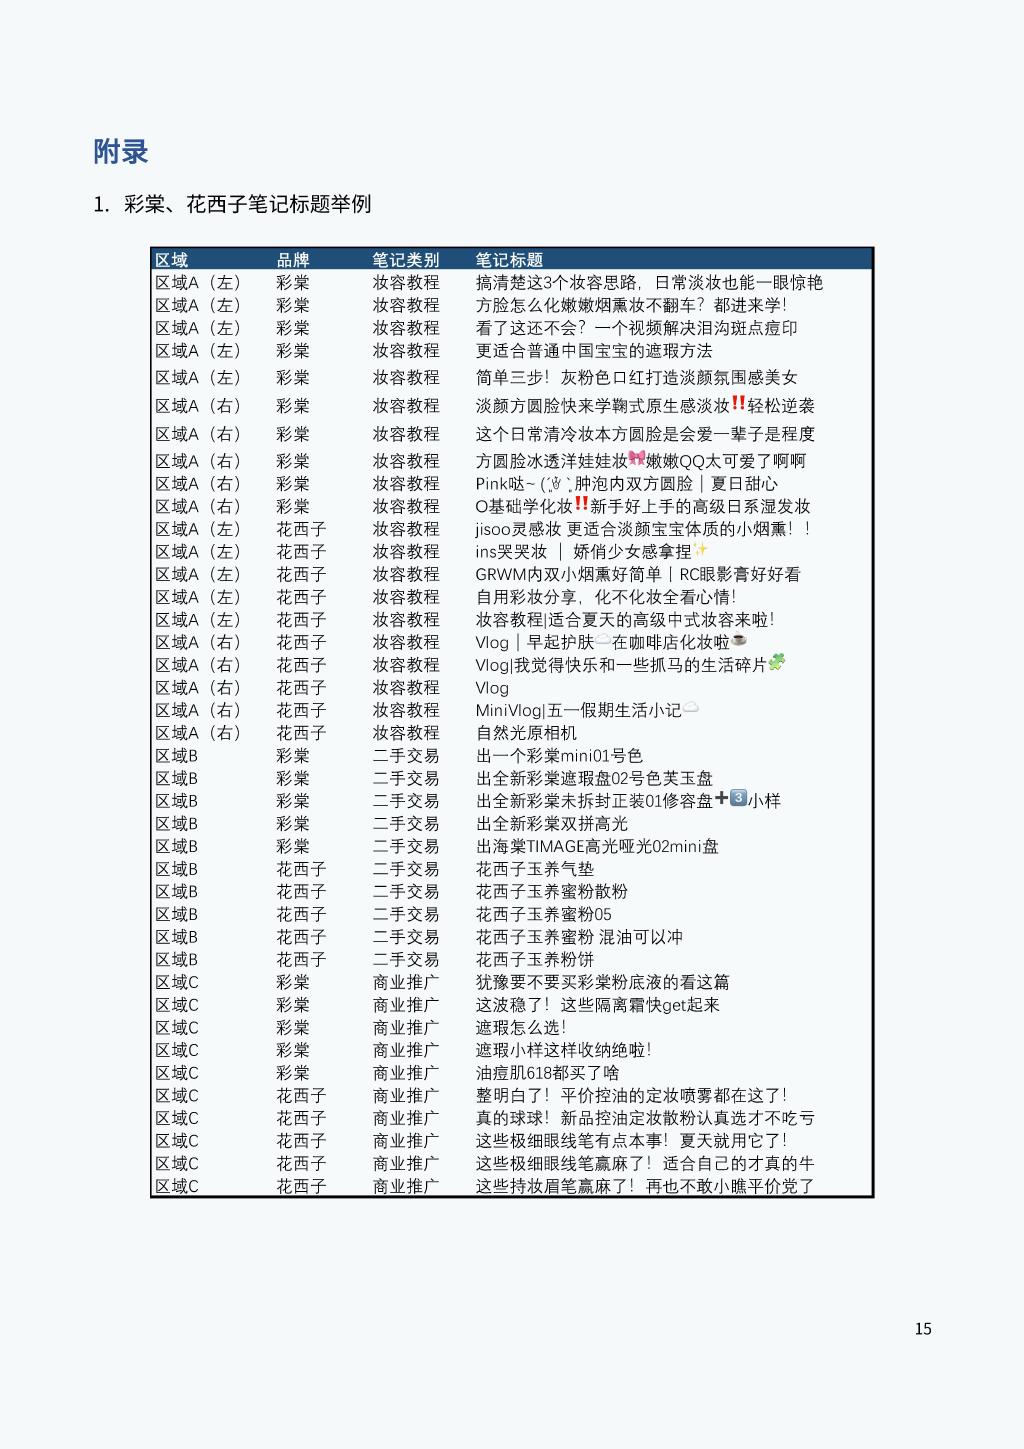 附录
1. 彩棠、花西子笔记标题举例
区域 品牌 笔记类别 笔记标题
区域A（左） 彩棠 妆容教程 搞清楚这3个妆容思路，日常淡妆也能一眼惊艳
区域A（左） 彩棠 妆容教程 方脸怎么化嫩嫩烟熏妆不翻车？都进来学！
区域A（左） 彩棠 妆容教程 看了这还不会？一个视频解决泪沟斑点痘印
区域A（左） 彩棠 妆容教程 更适合普通中国宝宝的遮瑕方法
区域A（左） 彩棠 妆容教程 简单三步！灰粉色口红打造淡颜氛围感美女
区域A（右） 彩棠 妆容教程 淡颜方圆脸快来学鞠式原生感淡妆‼️轻松逆袭
区域A（右） 彩棠 妆容教程 这个日常清冷妆本方圆脸是会爱一辈子是程度
区域A（右） 彩棠 妆容教程 方圆脸冰透洋娃娃妆🎀嫩嫩QQ太可爱了啊啊
区域A（右） 彩棠 妆容教程 Pink哒~ 肿泡内双方圆脸｜夏日甜心
区域A（右） 彩棠 妆容教程 O基础学化妆‼️新手好上手的高级日系湿发妆
区域A（左） 花西子 妆容教程 jisoo灵感妆 更适合淡颜宝宝体质的小烟熏！！
区域A（左） 花西子 妆容教程 ins哭哭妆 ｜ 娇俏少女感拿捏✨
区域A（左） 花西子 妆容教程 GRWM内双小烟熏好简单｜RC眼影膏好好看
区域A（左） 花西子 妆容教程 自用彩妆分享，化不化妆全看心情！
区域A（左） 花西子 妆容教程 妆容教程|适合夏天的高级中式妆容来啦！
区域A（右） 花西子 妆容教程 Vlog｜早起护肤☁️在咖啡店化妆啦☕️
区域A（右） 花西子 妆容教程 Vlog|我觉得快乐和一些抓马的生活碎片🧩
区域A（右） 花西子 妆容教程 Vlog
区域A（右） 花西子 妆容教程 MiniVlog|五一假期生活小记☁️
区域A（右） 花西子 妆容教程 自然光原相机
区域B 彩棠 二手交易 出一个彩棠mini01号色
区域B 彩棠 二手交易 出全新彩棠遮瑕盘02号色芙玉盘
区域B 彩棠 二手交易 出全新彩棠未拆封正装01修容盘➕3️⃣小样
区域B 彩棠 二手交易 出全新彩棠双拼高光
区域B 彩棠 二手交易 出海棠TIMAGE高光哑光02mini盘
区域B 花西子 二手交易 花西子玉养气垫
区域B 花西子 二手交易 花西子玉养蜜粉散粉
区域B 花西子 二手交易 花西子玉养蜜粉05
区域B 花西子 二手交易 花西子玉养蜜粉 混油可以冲
区域B 花西子 二手交易 花西子玉养粉饼
区域C 彩棠 商业推广 犹豫要不要买彩棠粉底液的看这篇
区域C 彩棠 商业推广 这波稳了！这些隔离霜快get起来
区域C 彩棠 商业推广 遮瑕怎么选！
区域C 彩棠 商业推广 遮瑕小样这样收纳绝啦！
区域C 彩棠 商业推广 油痘肌618都买了啥
区域C 花西子 商业推广 整明白了！平价控油的定妆喷雾都在这了！
区域C 花西子 商业推广 真的球球！新品控油定妆散粉认真选才不吃亏
区域C 花西子 商业推广 这些极细眼线笔有点本事！夏天就用它了！
区域C 花西子 商业推广 这些极细眼线笔赢麻了！适合自己的才真的牛
区域C 花西子 商业推广 这些持妆眉笔赢麻了！再也不敢小瞧平价党了
15